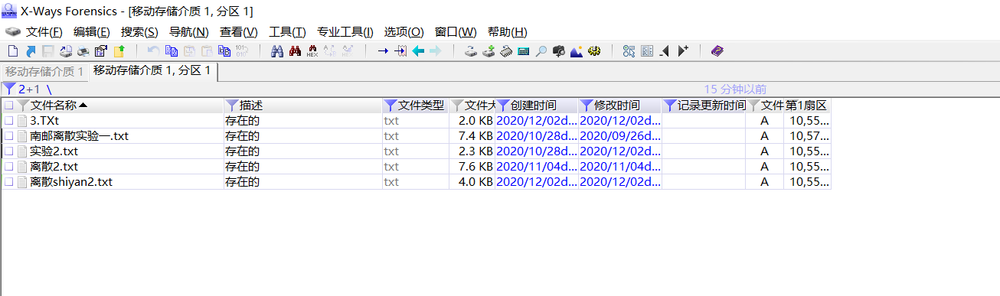 X-Ways Forensics - [移动存储介质 1, 分区 1]
文件(F) 编辑(E) 搜索(S) 导航(N) 查看(V) 工具(T) 专业工具(I) 选项(O) 窗口(W) 帮助(H)
移动存储介质 1 移动存储介质 1, 分区 1
2+1 \ 15 分钟以前
文件名称 描述 文件类型 文件大 创建时间 修改时间 记录更新时间 文件 第1扇区
3.TXt 存在的 txt 2.0 KB 2020/12/02d... 2020/12/02d... A 10,55...
南邮离散实验一.txt 存在的 txt 7.4 KB 2020/10/28d... 2020/09/26d... A 10,57...
实验2.txt 存在的 txt 2.3 KB 2020/10/28d... 2020/12/02d... A 10,55...
离散2.txt 存在的 txt 7.6 KB 2020/11/04d... 2020/11/04d... A 10,55...
离散shiyan2.txt 存在的 txt 4.0 KB 2020/12/02d... 2020/12/02d... A 10,55...